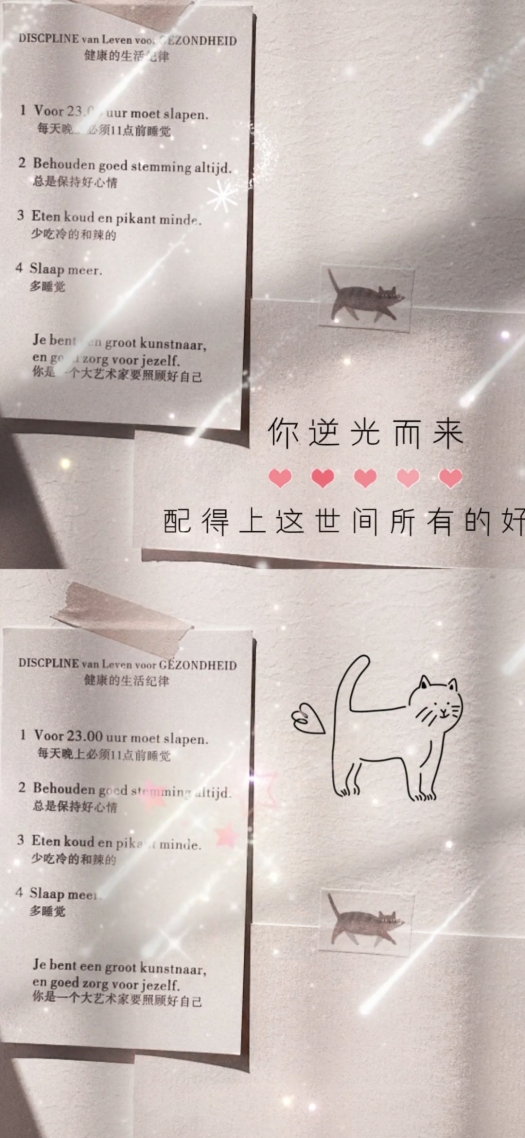 DISCPLINE van Leven voor GEZONDHEID
健康的生活纪律
1 Voor 23.0 uur moet slapen.
每天晚 必须11点前睡觉
2 Behouden goed stemming altijd.
总是保持好心情
3 Eten koud en pikant minde.
少吃冷的和辣的
4 Slaap meer.
多睡觉
Je bent een groot kunstnaar,
en goed zorg voor jezelf.
你是一个大艺术家要照顾好自己
你逆光而来
配得上这世间所有的好
DISCPLINE van Leven voor GEZONDHEID
健康的生活纪律
1 Voor 23.00 uur moet slapen.
每天晚上必须11点前睡觉
2 Behouden goed stemming altijd.
总是保持好心情
3 Eten koud en pikant minde.
少吃冷的和辣的
4 Slaap meer.
多睡觉
Je bent een groot kunstnaar,
en goed zorg voor jezelf.
你是一个大艺术家要照顾好自己